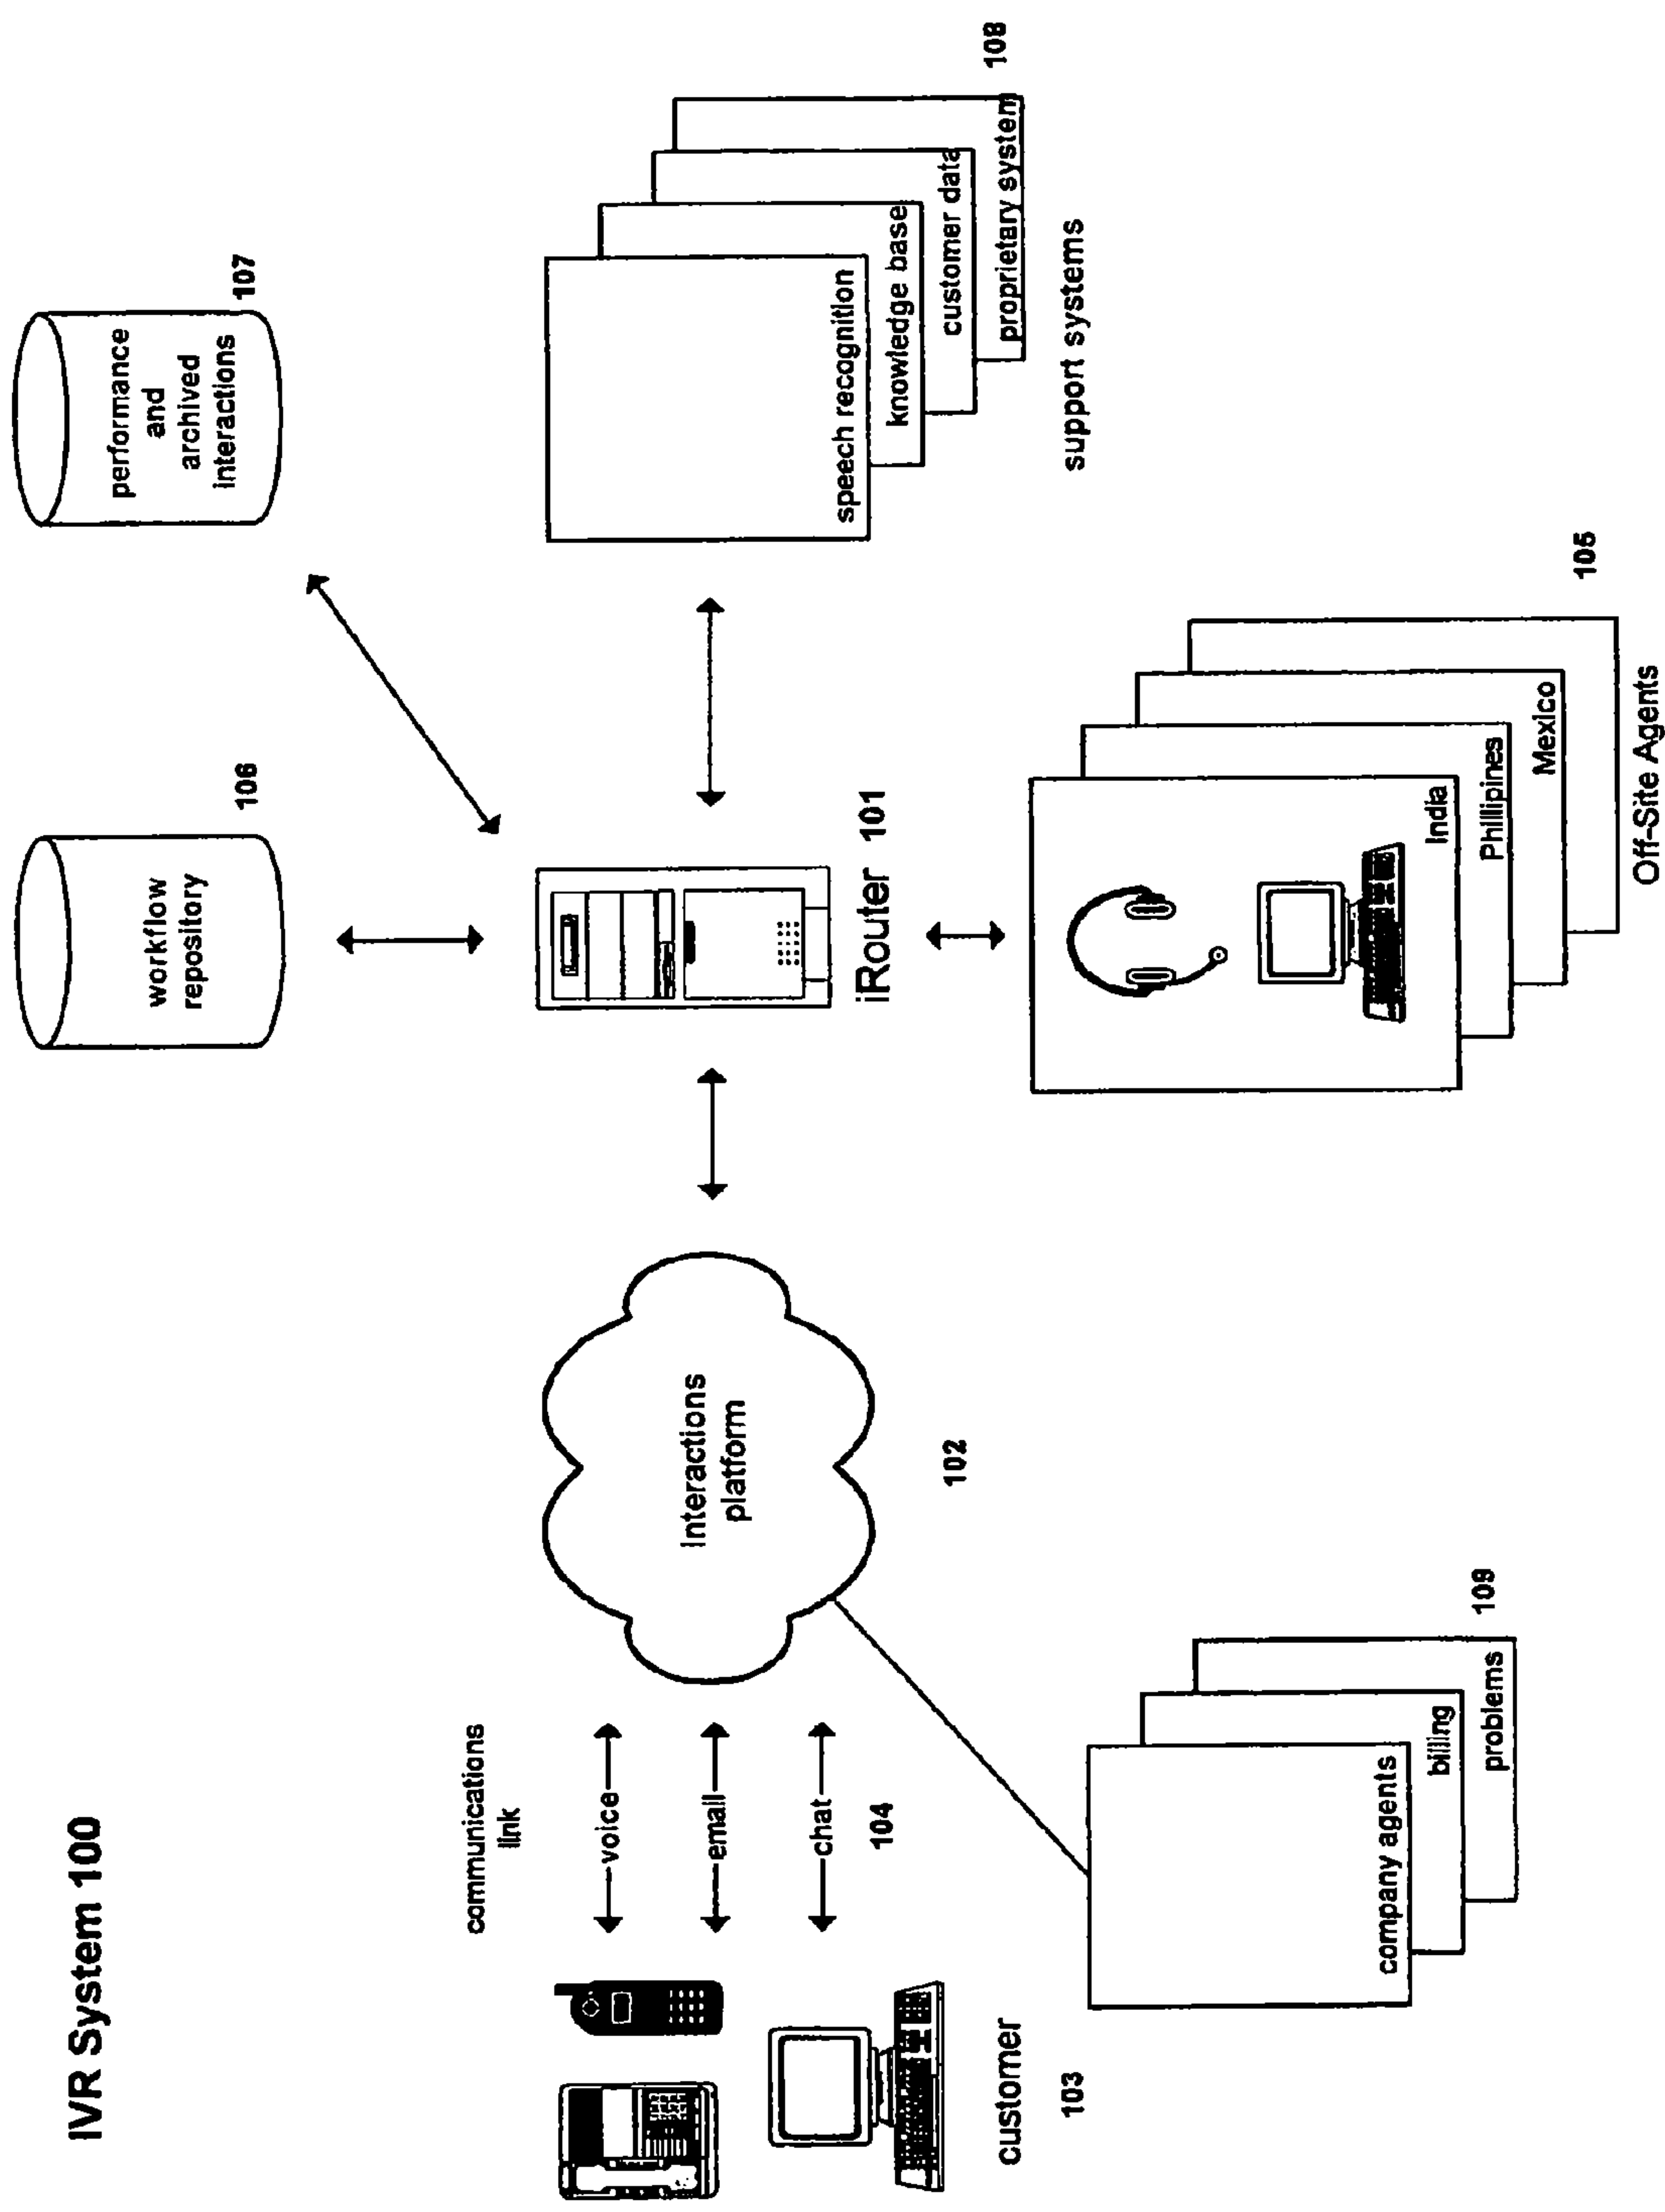 IVR System 100
workflow
repository
106
performance
and
archived
interactions
107
communications
link
voice
email
chat
104
customer
103
Interactions
platform
102
iRouter 101
speech recognition
knowledge base
customer data
proprietary system
108
support systems
company agents
billing
problems
109
India
Phillipines
Mexico
105
Off-Site Agents